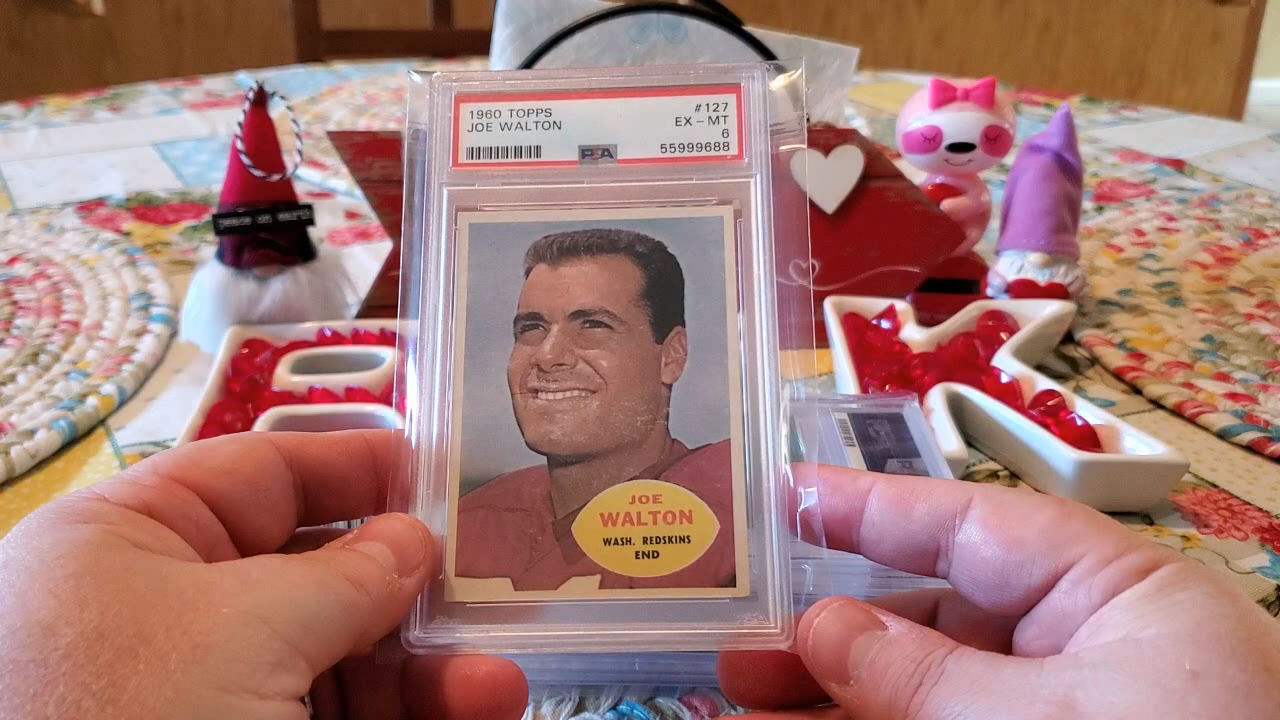 1960 TOPPS #127
JOE WALTON EX - MT
6
PSA 55999688
JOE
WALTON
WASH. REDSKINS
END